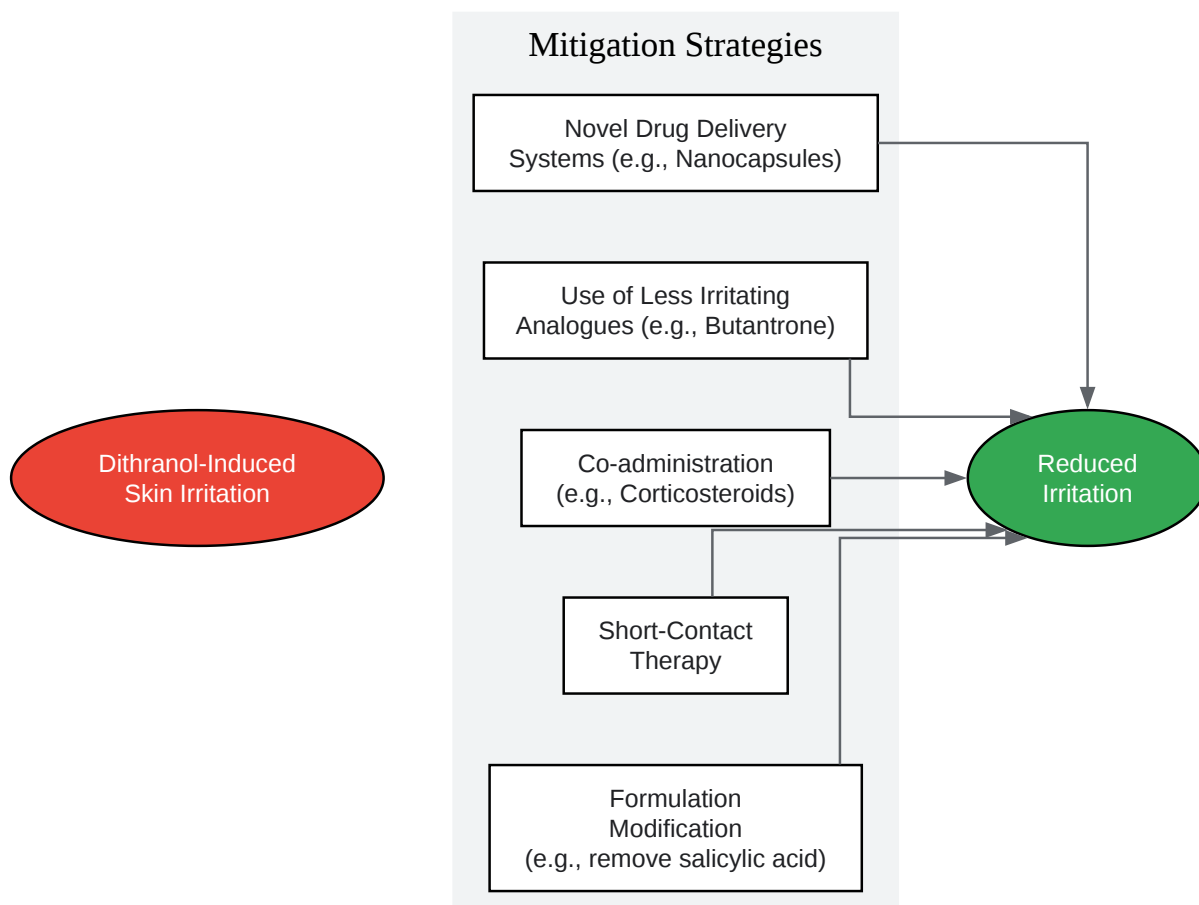 Mitigation Strategies
Novel Drug Delivery
Systems (e.g., Nanocapsules)
Use of Less Irritating
Analogues (e.g., Butantrone)
Dithranol-Induced
Skin Irritation
Co-administration
(e.g., Corticosteroids)
Reduced
Irritation
Short-Contact
Therapy
Formulation
Modification
(e.g., remove salicylic acid)